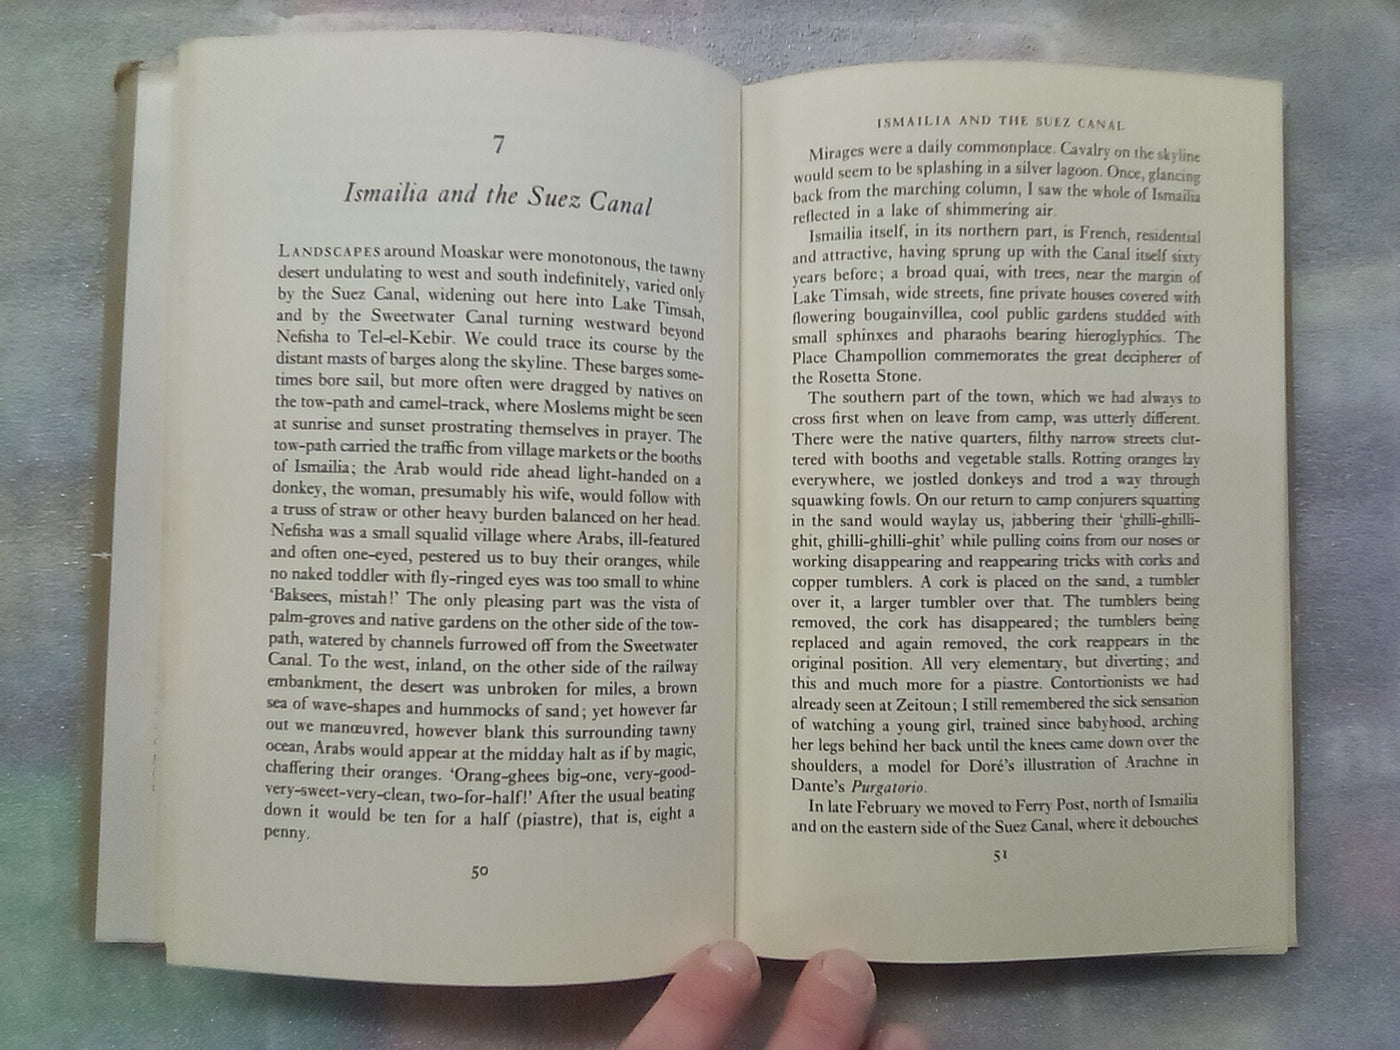 7
Ismailia and the Suez Canal
LANDSCAPES around Moaskar were monotonous, the tawny
desert undulating to west and south indefinitely, varied only
by the Suez Canal, widening out here into Lake Timsah,
and by the Sweetwater Canal turning westward beyond
Nefisha to Tel-el-Kebir. We could trace its course by the
distant masts of barges along the skyline. These barges some-
times bore sail, but more often were dragged by natives on
the tow-path and camel-track, where Moslems might be seen
at sunrise and sunset prostrating themselves in prayer. The
tow-path carried the traffic from village markets or the booths
of Ismailia; the Arab would ride ahead light-handed on a
donkey, the woman, presumably his wife, would follow with
a truss of straw or other heavy burden balanced on her head.
Nefisha was a small squalid village where Arabs, ill-featured
and often one-eyed, pestered us to buy their oranges, while
no naked toddler with fly-ringed eyes was too small to whine
‘Baksees, mistah!’ The only pleasing part was the vista of
palm-groves and native gardens on the other side of the tow-
path, watered by channels furrowed off from the Sweetwater
Canal. To the west, inland, on the other side of the railway
embankment, the desert was unbroken for miles, a brown
sea of wave-shapes and hummocks of sand; yet however far
out we manœuvred, however blank this surrounding tawny
ocean, Arabs would appear at the midday halt as if by magic,
chaffering their oranges. ‘Orang-ghees big-one, very-good-
very-sweet-very-clean, two-for-half!’ After the usual beating
down it would be ten for a half (piastre), that is, eight a
penny.
50
ISMAILIA AND THE SUEZ CANAL
Mirages were a daily commonplace. Cavalry on the skyline
would seem to be splashing in a silver lagoon. Once, glancing
back from the marching column, I saw the whole of Ismailia
reflected in a lake of shimmering air.
Ismailia itself, in its northern part, is French, residential
and attractive, having sprung up with the Canal itself sixty
years before; a broad quai, with trees, near the margin of
Lake Timsah, wide streets, fine private houses covered with
flowering bougainvillea, cool public gardens studded with
small sphinxes and pharaohs bearing hieroglyphics. The
Place Champollion commemorates the great decipherer of
the Rosetta Stone.
The southern part of the town, which we had always to
cross first when on leave from camp, was utterly different.
There were the native quarters, filthy narrow streets clut-
tered with booths and vegetable stalls. Rotting oranges lay
everywhere, we jostled donkeys and trod a way through
squawking fowls. On our return to camp conjurers squatting
in the sand would waylay us, jabbering their ‘ghilli-ghilli-
ghit, ghilli-ghilli-ghit’ while pulling coins from our noses or
working disappearing and reappearing tricks with corks and
copper tumblers. A cork is placed on the sand, a tumbler
over it, a larger tumbler over that. The tumblers being
removed, the cork has disappeared; the tumblers being
replaced and again removed, the cork reappears in the
original position. All very elementary, but diverting; and
this and much more for a piastre. Contortionists we had
already seen at Zeitoun; I still remembered the sick sensation
of watching a young girl, trained since babyhood, arching
her legs behind her back until the knees came down over the
shoulders, a model for Doré’s illustration of Arachne in
Dante’s Purgatorio.
In late February we moved to Ferry Post, north of Ismailia
and on the eastern side of the Suez Canal, where it debouches
51